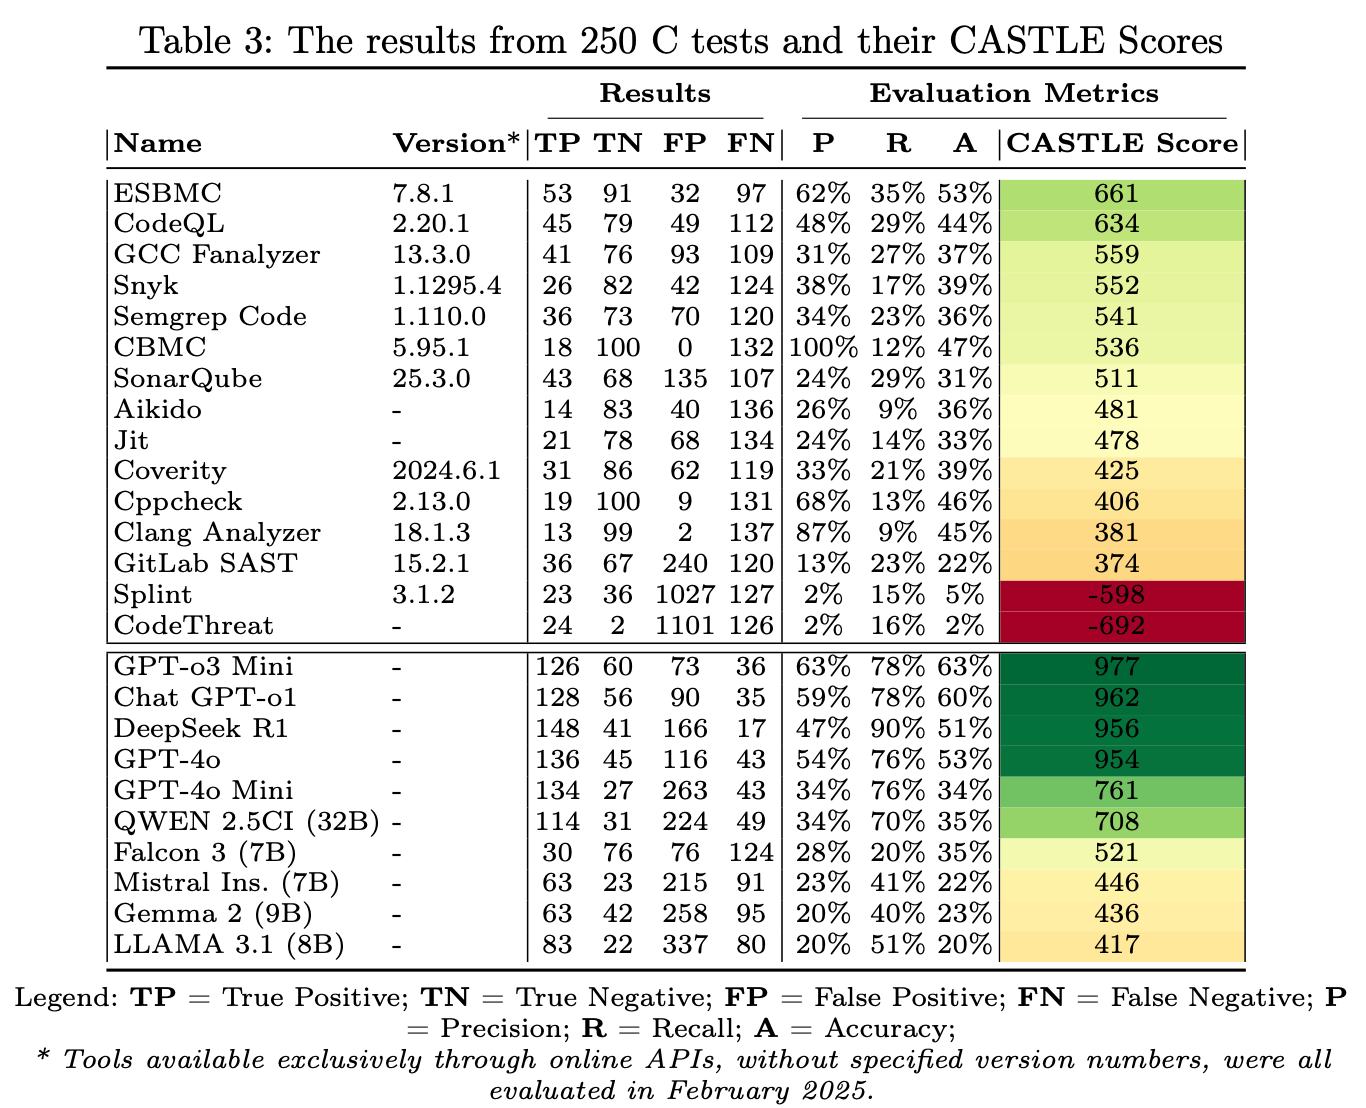 Table 3: The results from 250 C tests and their CASTLE Scores
Results Evaluation Metrics
Name Version* TP TN FP FN P R A CASTLE Score
ESBMC 7.8.1 53 91 32 97 62% 35% 53% 661
CodeQL 2.20.1 45 79 49 112 48% 29% 44% 634
GCC Fanalyzer 13.3.0 41 76 93 109 31% 27% 37% 559
Snyk 1.1295.4 26 82 42 124 38% 17% 39% 552
Semgrep Code 1.110.0 36 73 70 120 34% 23% 36% 541
CBMC 5.95.1 18 100 0 132 100% 12% 47% 536
SonarQube 25.3.0 43 68 135 107 24% 29% 31% 511
Aikido - 14 83 40 136 26% 9% 36% 481
Jit - 21 78 68 134 24% 14% 33% 478
Coverity 2024.6.1 31 86 62 119 33% 21% 39% 425
Cppcheck 2.13.0 19 100 9 131 68% 13% 46% 406
Clang Analyzer 18.1.3 13 99 2 137 87% 9% 45% 381
GitLab SAST 15.2.1 36 67 240 120 13% 23% 22% 374
Splint 3.1.2 23 36 1027 127 2% 15% 5% -598
CodeThreat - 24 2 1101 126 2% 16% 2% -692
GPT-o3 Mini - 126 60 73 36 63% 78% 63% 977
Chat GPT-o1 - 128 56 90 35 59% 78% 60% 962
DeepSeek R1 - 148 41 166 17 47% 90% 51% 956
GPT-4o - 136 45 116 43 54% 76% 53% 954
GPT-4o Mini - 134 27 263 43 34% 76% 34% 761
QWEN 2.5CI (32B) - 114 31 224 49 34% 70% 35% 708
Falcon 3 (7B) - 30 76 76 124 28% 20% 35% 521
Mistral Ins. (7B) - 63 23 215 91 23% 41% 22% 446
Gemma 2 (9B) - 63 42 258 95 20% 40% 23% 436
LLAMA 3.1 (8B) - 83 22 337 80 20% 51% 20% 417
Legend: TP = True Positive; TN = True Negative; FP = False Positive; FN = False Negative; P
= Precision; R = Recall; A = Accuracy;
* Tools available exclusively through online APIs, without specified version numbers, were all
evaluated in February 2025.